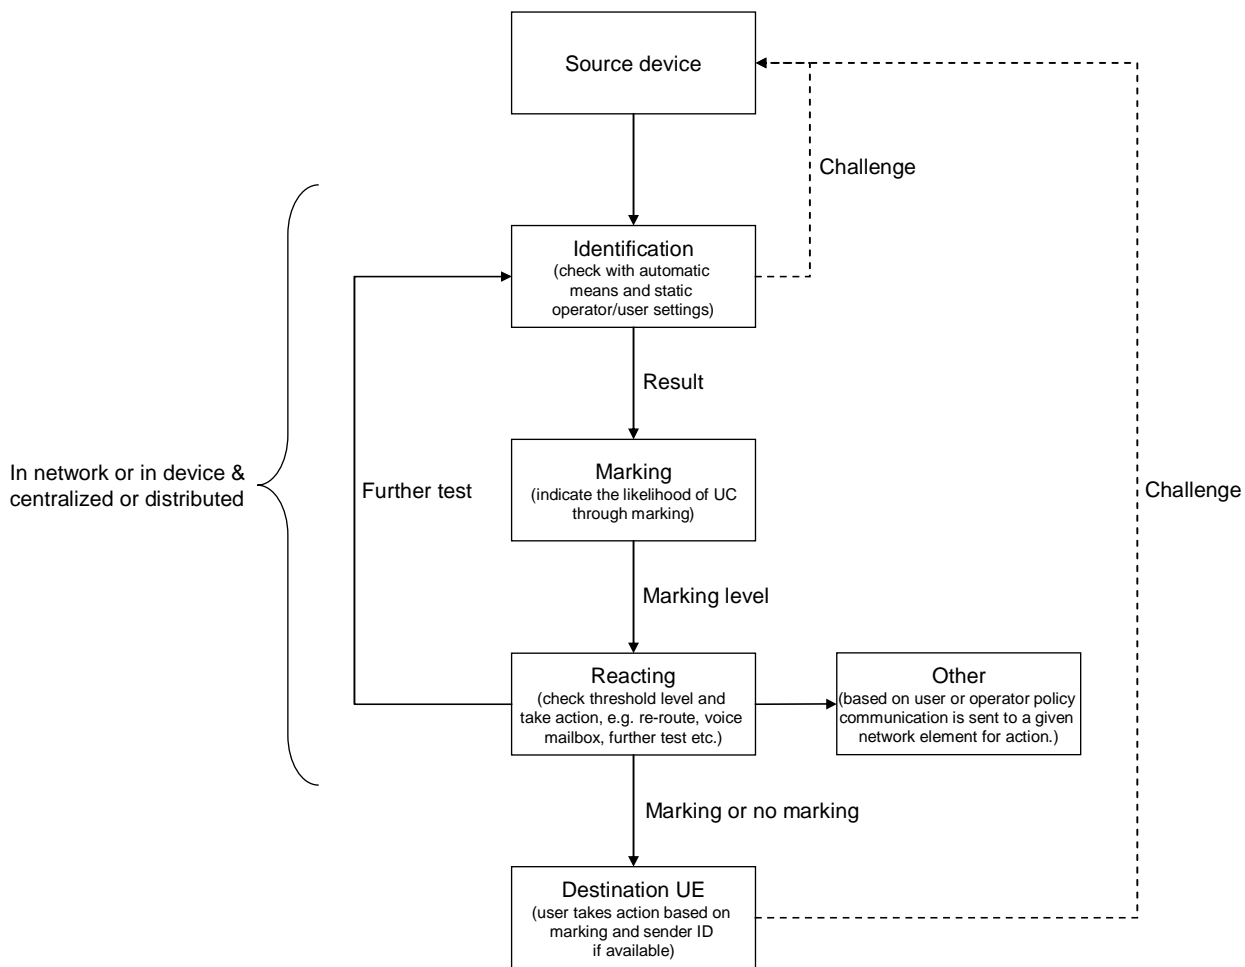 Source device
Challenge
Identification
(check with automatic
means and static
operator/user settings)
Result
Marking
(indicate the likelihood of UC
through marking)
In network or in device &
centralized or distributed
Further test
Challenge
Marking level
Reacting
(check threshold level and
take action, e.g. re-route, voice
mailbox, further test etc.)
Other
(based on user or operator policy
communication is sent to a given
network element for action.)
Marking or no marking
Destination UE
(user takes action based on
marking and sender ID
if available)